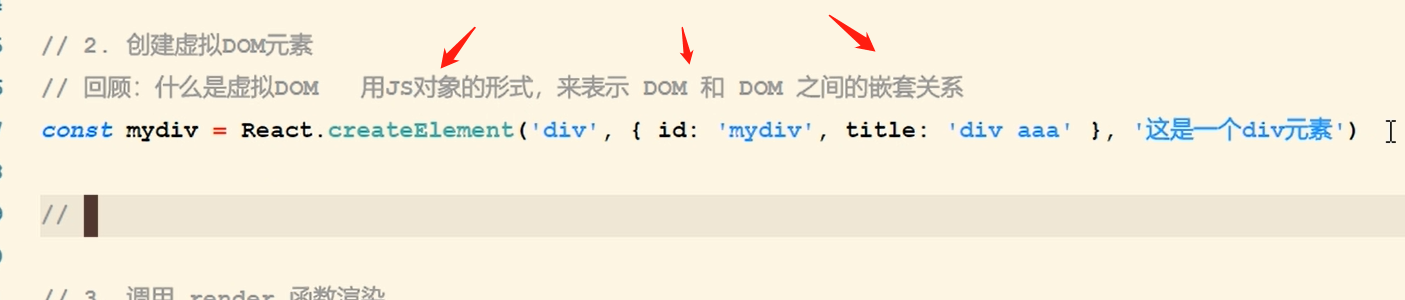 // 2. 创建虚拟DOM元素
// 回顾：什么是虚拟DOM   用JS对象的形式，来表示 DOM 和 DOM 之间的嵌套关系
const mydiv = React.createElement('div', { id: 'mydiv', title: 'div aaa' }, '这是一个div元素')
//
// 3. 调用 render 函数渲染